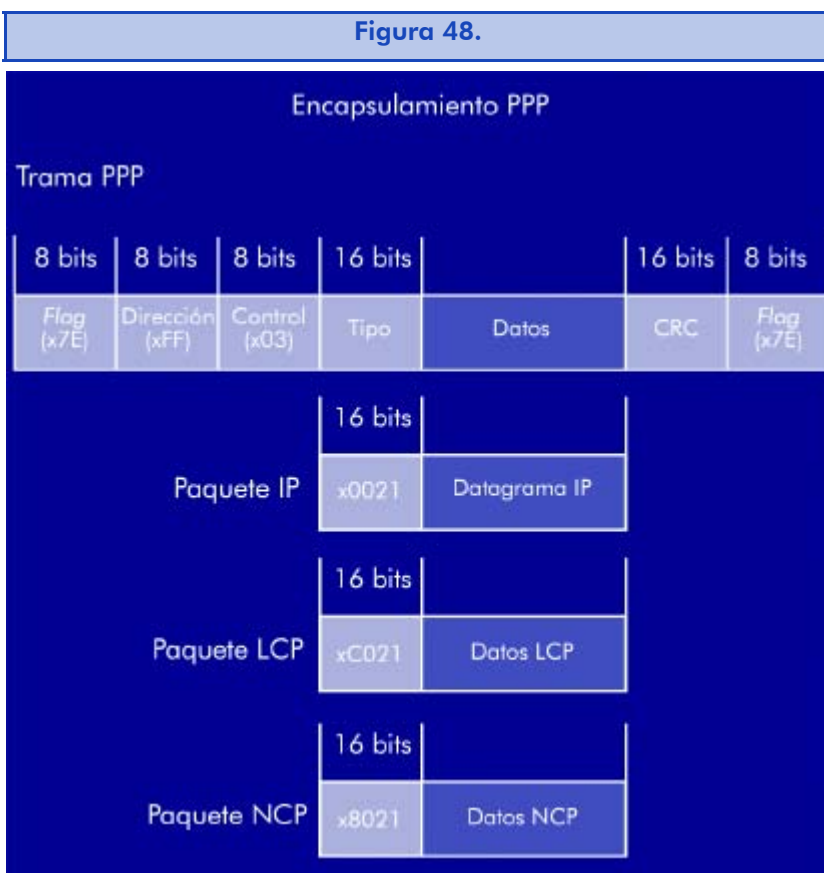 Figura 48.
Encapsulamiento PPP
Trama PPP
8 bits 8 bits 8 bits 16 bits 16 bits 8 bits
Flag (x7E) Dirección (xFF) Control (x03) Tipo Datos CRC Flag (x7E)
16 bits
Paquete IP x0021 Datagrama IP
16 bits
Paquete LCP xC021 Datos LCP
16 bits
Paquete NCP x8021 Datos NCP